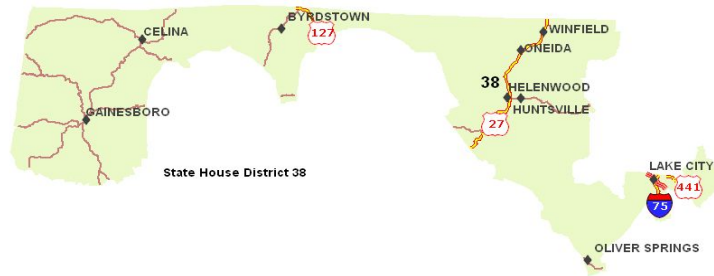 CELINA
BYRDSTOWN
127
WINFIELD
ONEIDA
38
HELENWOOD
HUNTSVILLE
27
GAINESBORO
State House District 38
LAKE CITY
441
75
OLIVER SPRINGS